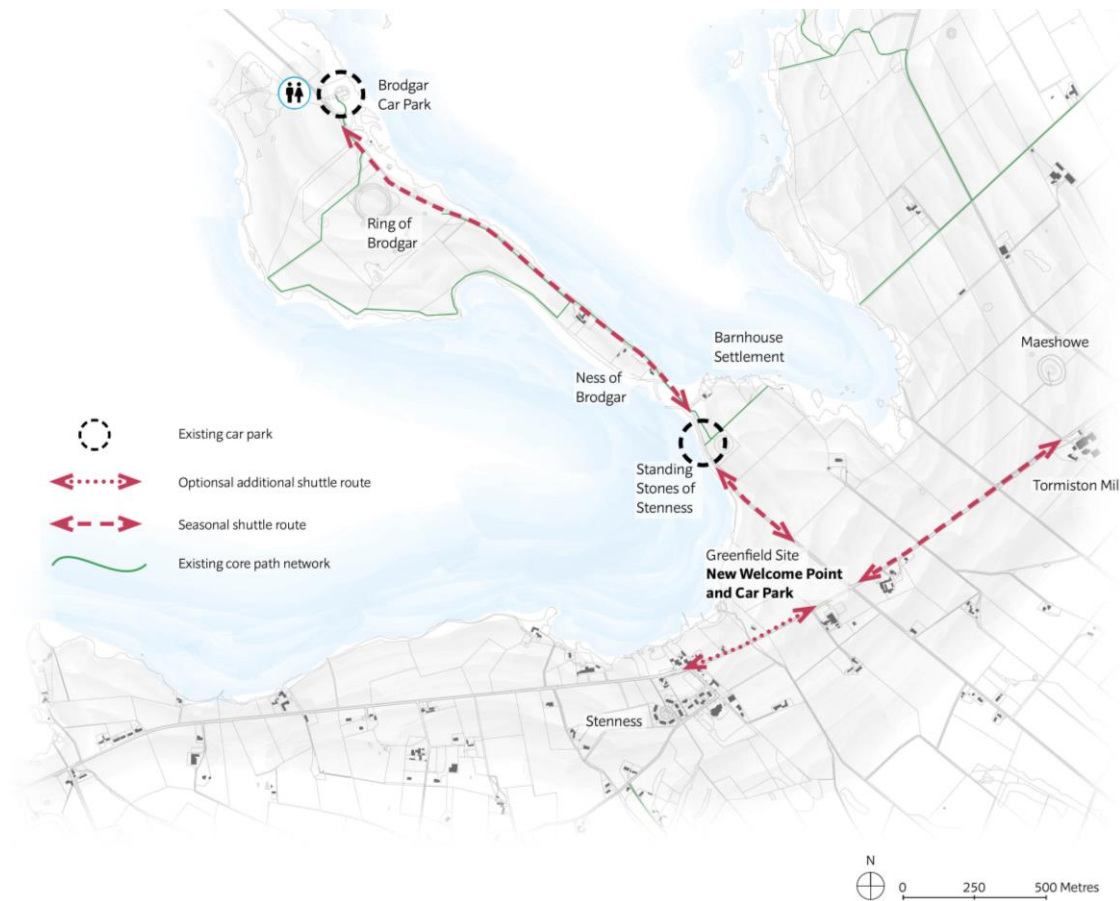 Brodgar
Car Park
Ring of
Brodgar
Barnhouse
Settlement
Maeshowe
Ness of
Brodgar
Existing car park
Standing
Stones of
Stenness
Optionsal additional shuttle route
Tormiston Mil
Seasonal shuttle route
Greenfield Site
New Welcome Point
and Car Park
Existing core path network
Stenness
N
0 250 500 Metres